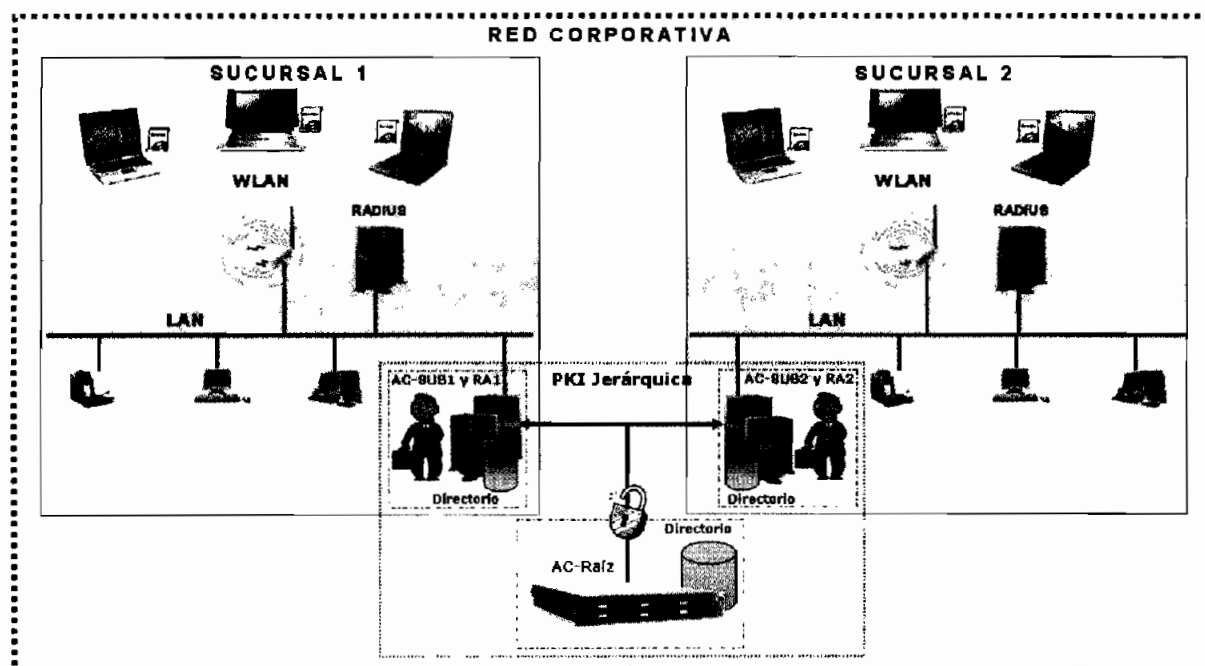 RED CORPORATIVA
SUCURSAL 1
WLAN
RADIUS
LAN
SUCURSAL 2
WLAN
RADIUS
LAN
PKI Jerárquica
AC-SUB1 y RA1
Directorio
AC-SUB2 y RA2
Directorio
Directorio
AC-Raíz